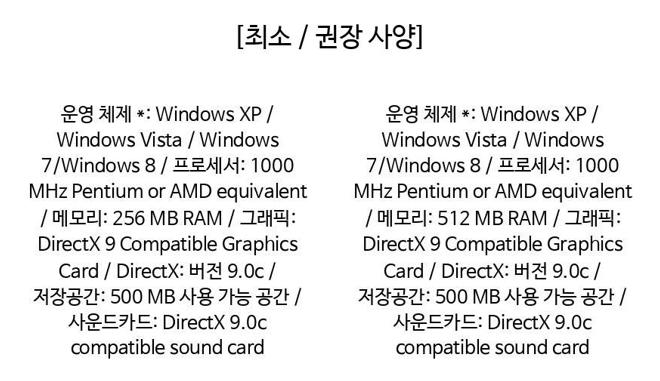 [최소 / 권장 사양]
운영 체제 *: Windows XP /
Windows Vista / Windows
7/Windows 8 / 프로세서: 1000
MHz Pentium or AMD equivalent
/ 메모리: 256 MB RAM / 그래픽:
DirectX 9 Compatible Graphics
Card / DirectX: 버전 9.0c /
저장공간: 500 MB 사용 가능 공간 /
사운드카드: DirectX 9.0c
compatible sound card
운영 체제 *: Windows XP /
Windows Vista / Windows
7/Windows 8 / 프로세서: 1000
MHz Pentium or AMD equivalent
/ 메모리: 512 MB RAM / 그래픽:
DirectX 9 Compatible Graphics
Card / DirectX: 버전 9.0c /
저장공간: 500 MB 사용 가능 공간 /
사운드카드: DirectX 9.0c
compatible sound card